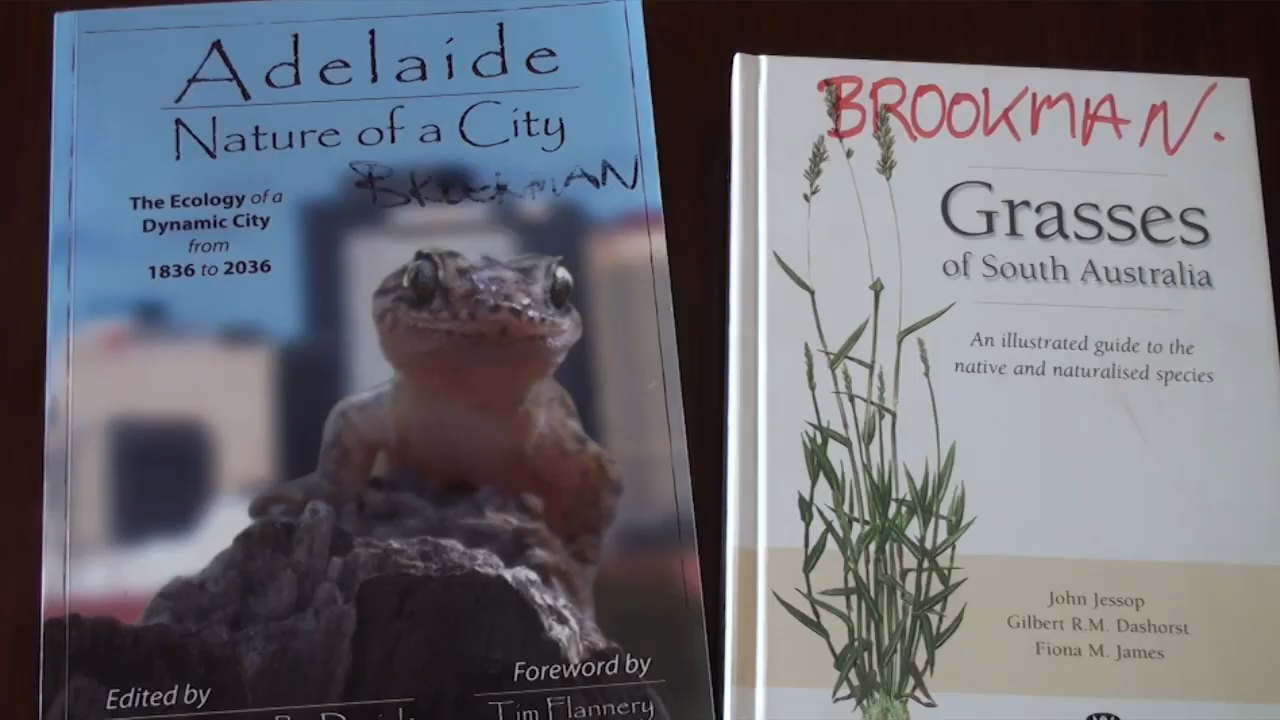 Adelaide
Nature of a City
BROOKMAN
The Ecology of a
Dynamic City
from
1836 to 2036
Foreword by
Tim Flannery
Edited by
BROOKMAN.
Grasses
of South Australia
An illustrated guide to the
native and naturalised species
John Jessop
Gilbert R.M. Dashorst
Fiona M. James